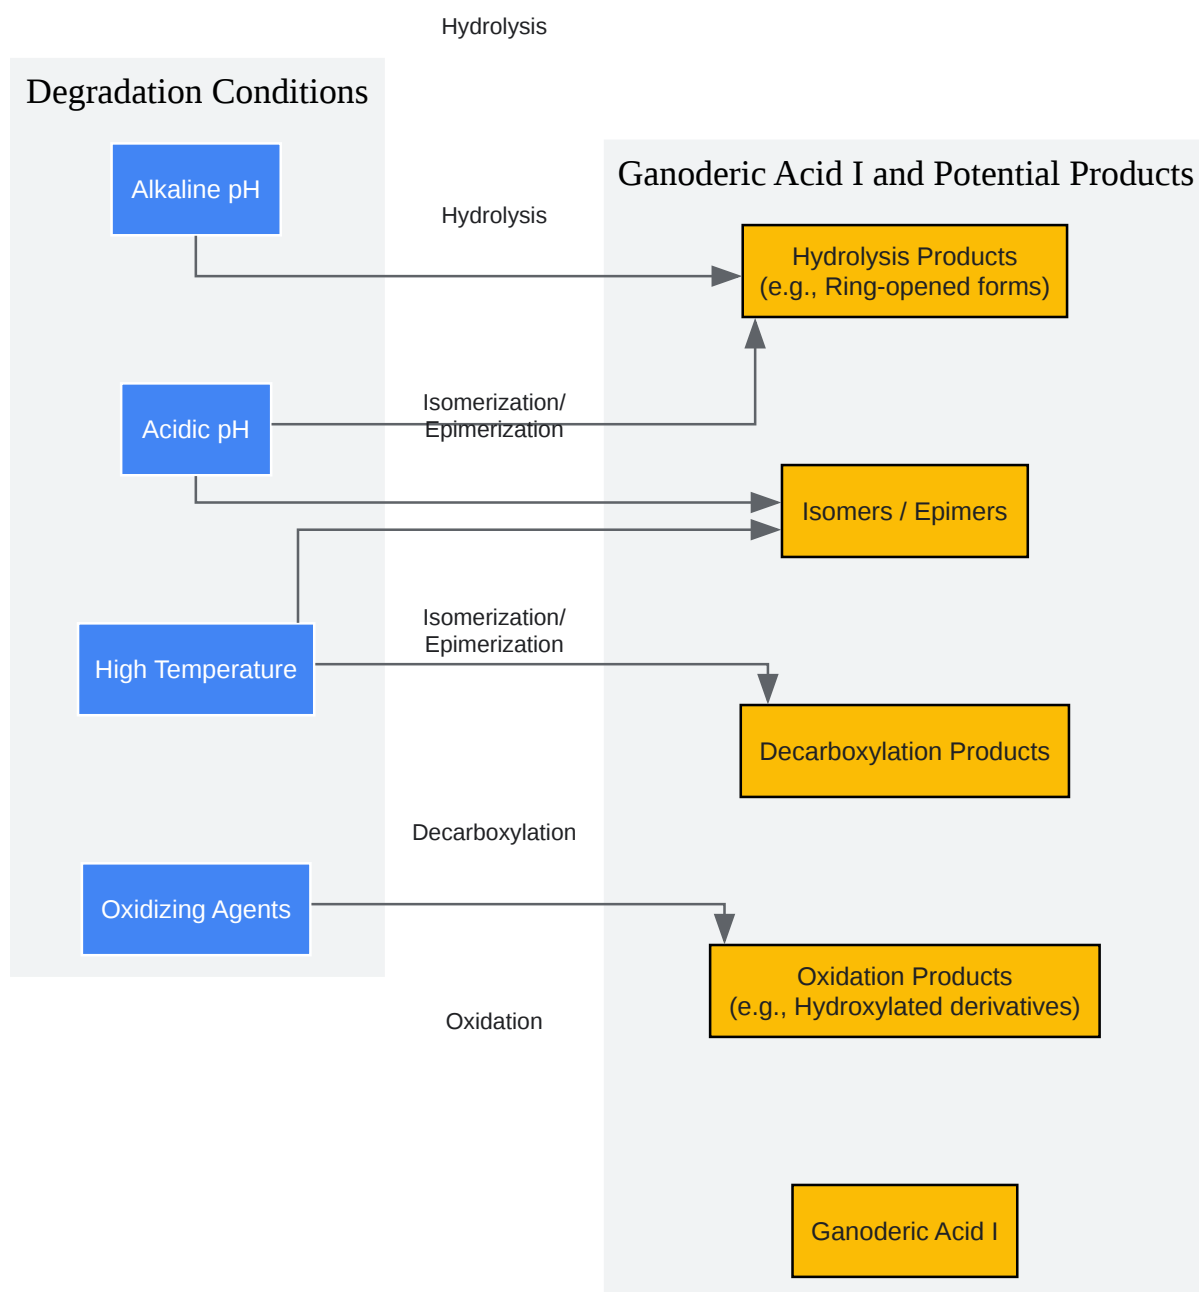 Hydrolysis
Degradation Conditions
Alkaline pH
Ganoderic Acid I and Potential Products
Hydrolysis
Hydrolysis Products
(e.g., Ring-opened forms)
Acidic pH
Isomerization/
Epimerization
Isomers / Epimers
High Temperature
Isomerization/
Epimerization
Decarboxylation Products
Decarboxylation
Oxidizing Agents
Oxidation Products
(e.g., Hydroxylated derivatives)
Oxidation
Ganoderic Acid I